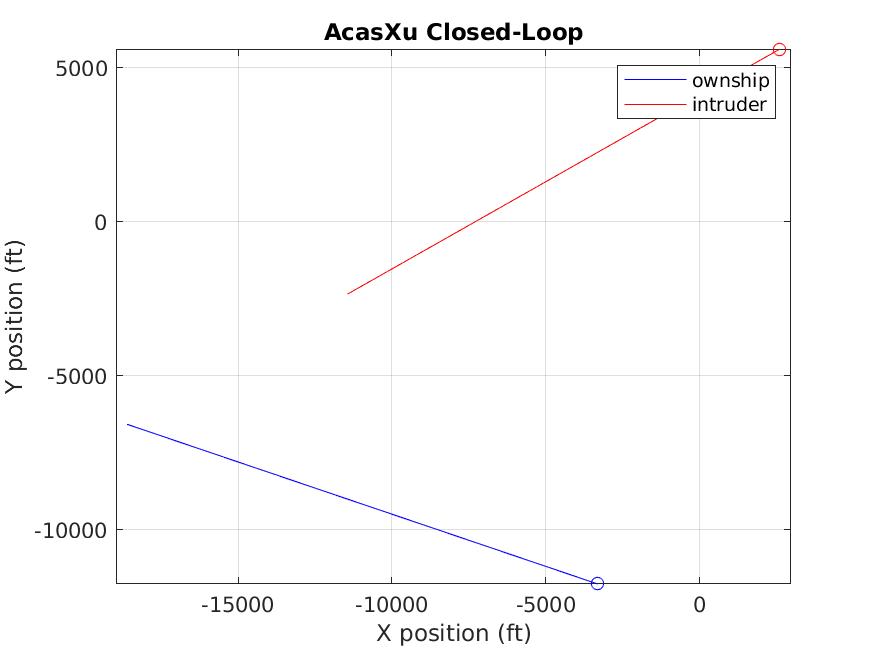 AcasXu Closed-Loop
ownship
intruder
5000
0
-5000
-10000
Y position (ft)
-15000
-10000
-5000
0
X position (ft)